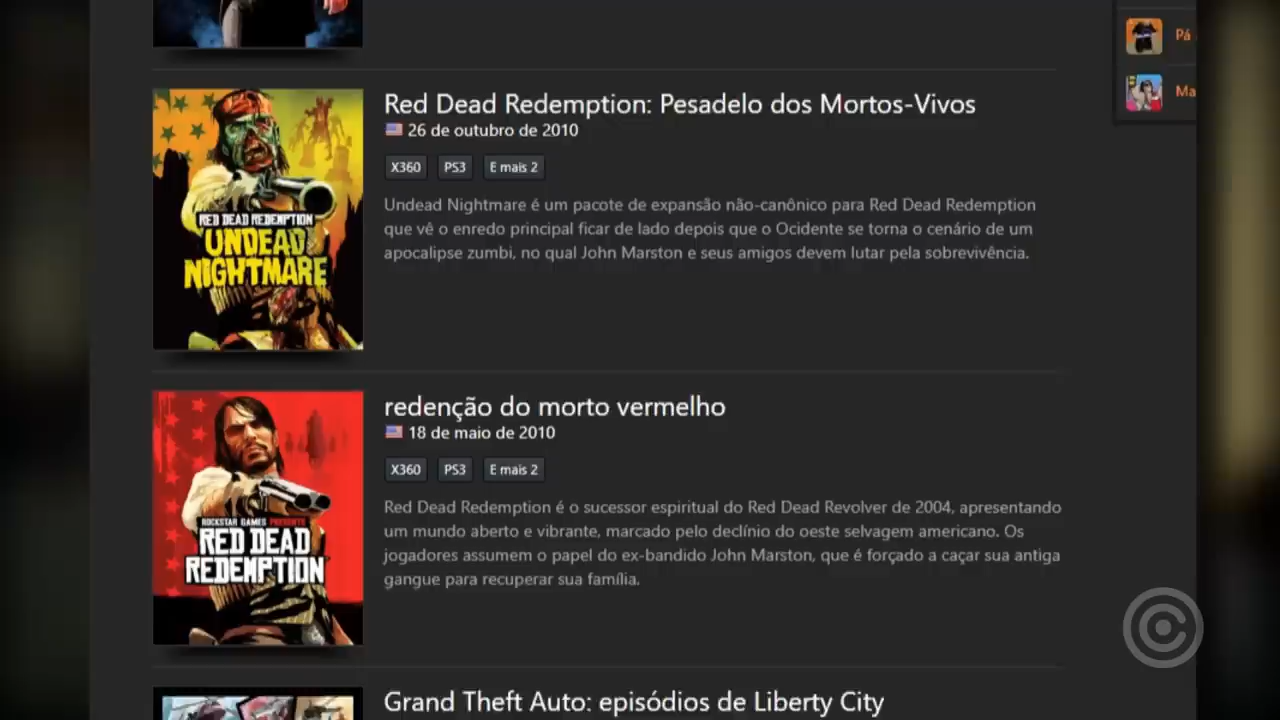 Pá
Ma
Red Dead Redemption: Pesadelo dos Mortos-Vivos
26 de outubro de 2010
X360 PS3 E mais 2
Undead Nightmare é um pacote de expansão não-canônico para Red Dead Redemption
que vê o enredo principal ficar de lado depois que o Ocidente se torna o cenário de um
apocalipse zumbi, no qual John Marston e seus amigos devem lutar pela sobrevivência.
RED DEAD REDEMPTION
UNDEAD
NIGHTMARE
redenção do morto vermelho
18 de maio de 2010
X360 PS3 E mais 2
Red Dead Redemption é o sucessor espiritual do Red Dead Revolver de 2004, apresentando
um mundo aberto e vibrante, marcado pelo declínio do oeste selvagem americano. Os
jogadores assumem o papel do ex-bandido John Marston, que é forçado a caçar sua antiga
gangue para recuperar sua família.
ROCKSTAR GAMES PRESENTS
RED DEAD
REDEMPTION
Grand Theft Auto: episódios de Liberty City